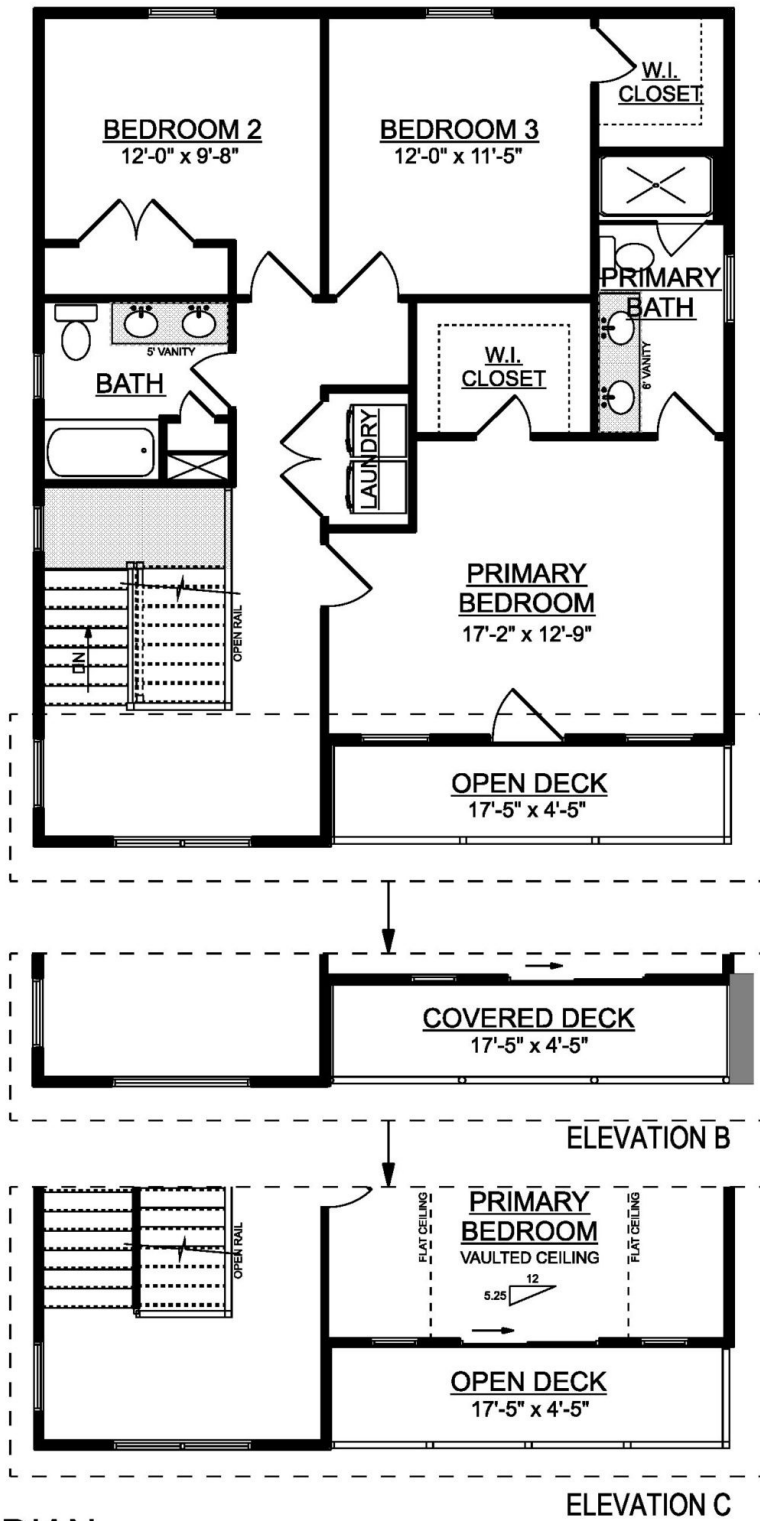 W.I.
CLOSET
BEDROOM 2
12'-0" x 9'-8"
BEDROOM 3
12'-0" x 11'-5"
PRIMARY
BATH
5' VANITY
BATH
W.I.
CLOSET
6' VANITY
LAUNDRY
PRIMARY
BEDROOM
17'-2" x 12'-9"
OPEN RAIL
DN
OPEN DECK
17'-5" x 4'-5"
COVERED DECK
17'-5" x 4'-5"
ELEVATION B
OPEN RAIL
FLAT CEILING
PRIMARY
BEDROOM
VAULTED CEILING
FLAT CEILING
12
5.25
OPEN DECK
17'-5" x 4'-5"
ELEVATION C